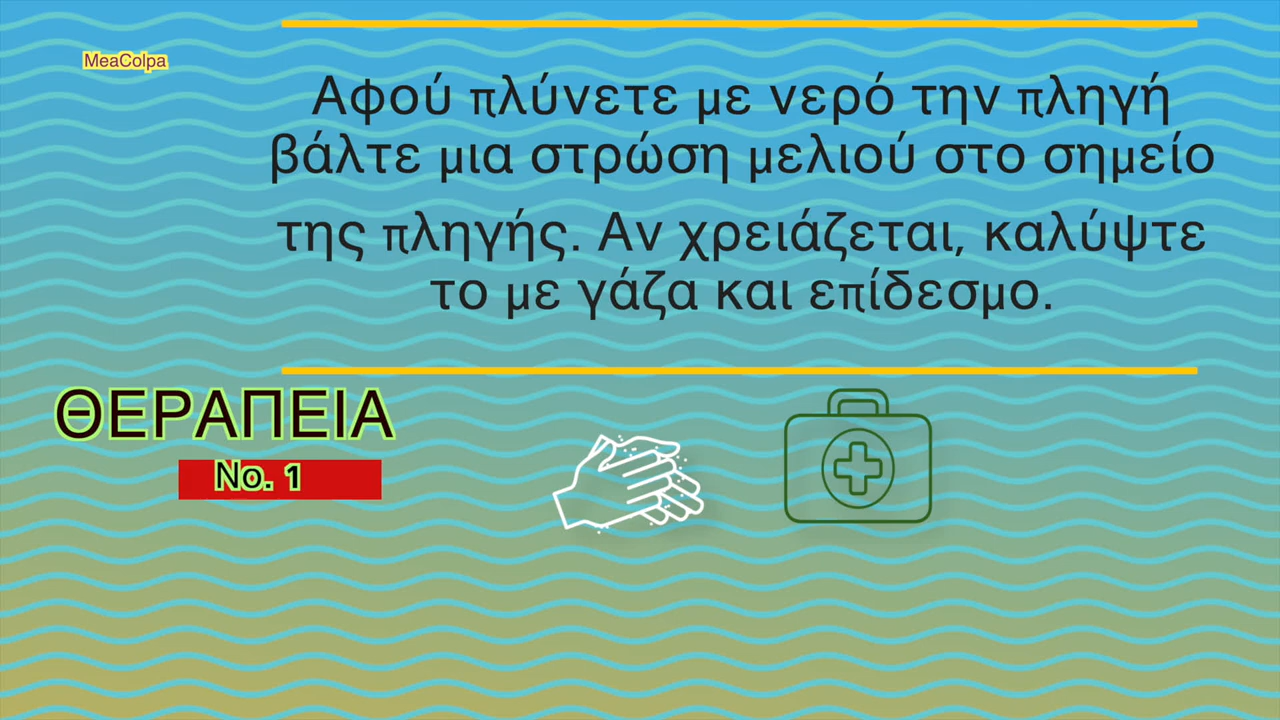 MeaColpa
Αφού πλύνετε με νερό την πληγή
βάλτε μια στρώση μελιού στο σημείο
της πληγής. Αν χρειάζεται, καλύψτε
το με γάζα και επίδεσμο.
ΘΕΡΑΠΕΙΑ
No. 1